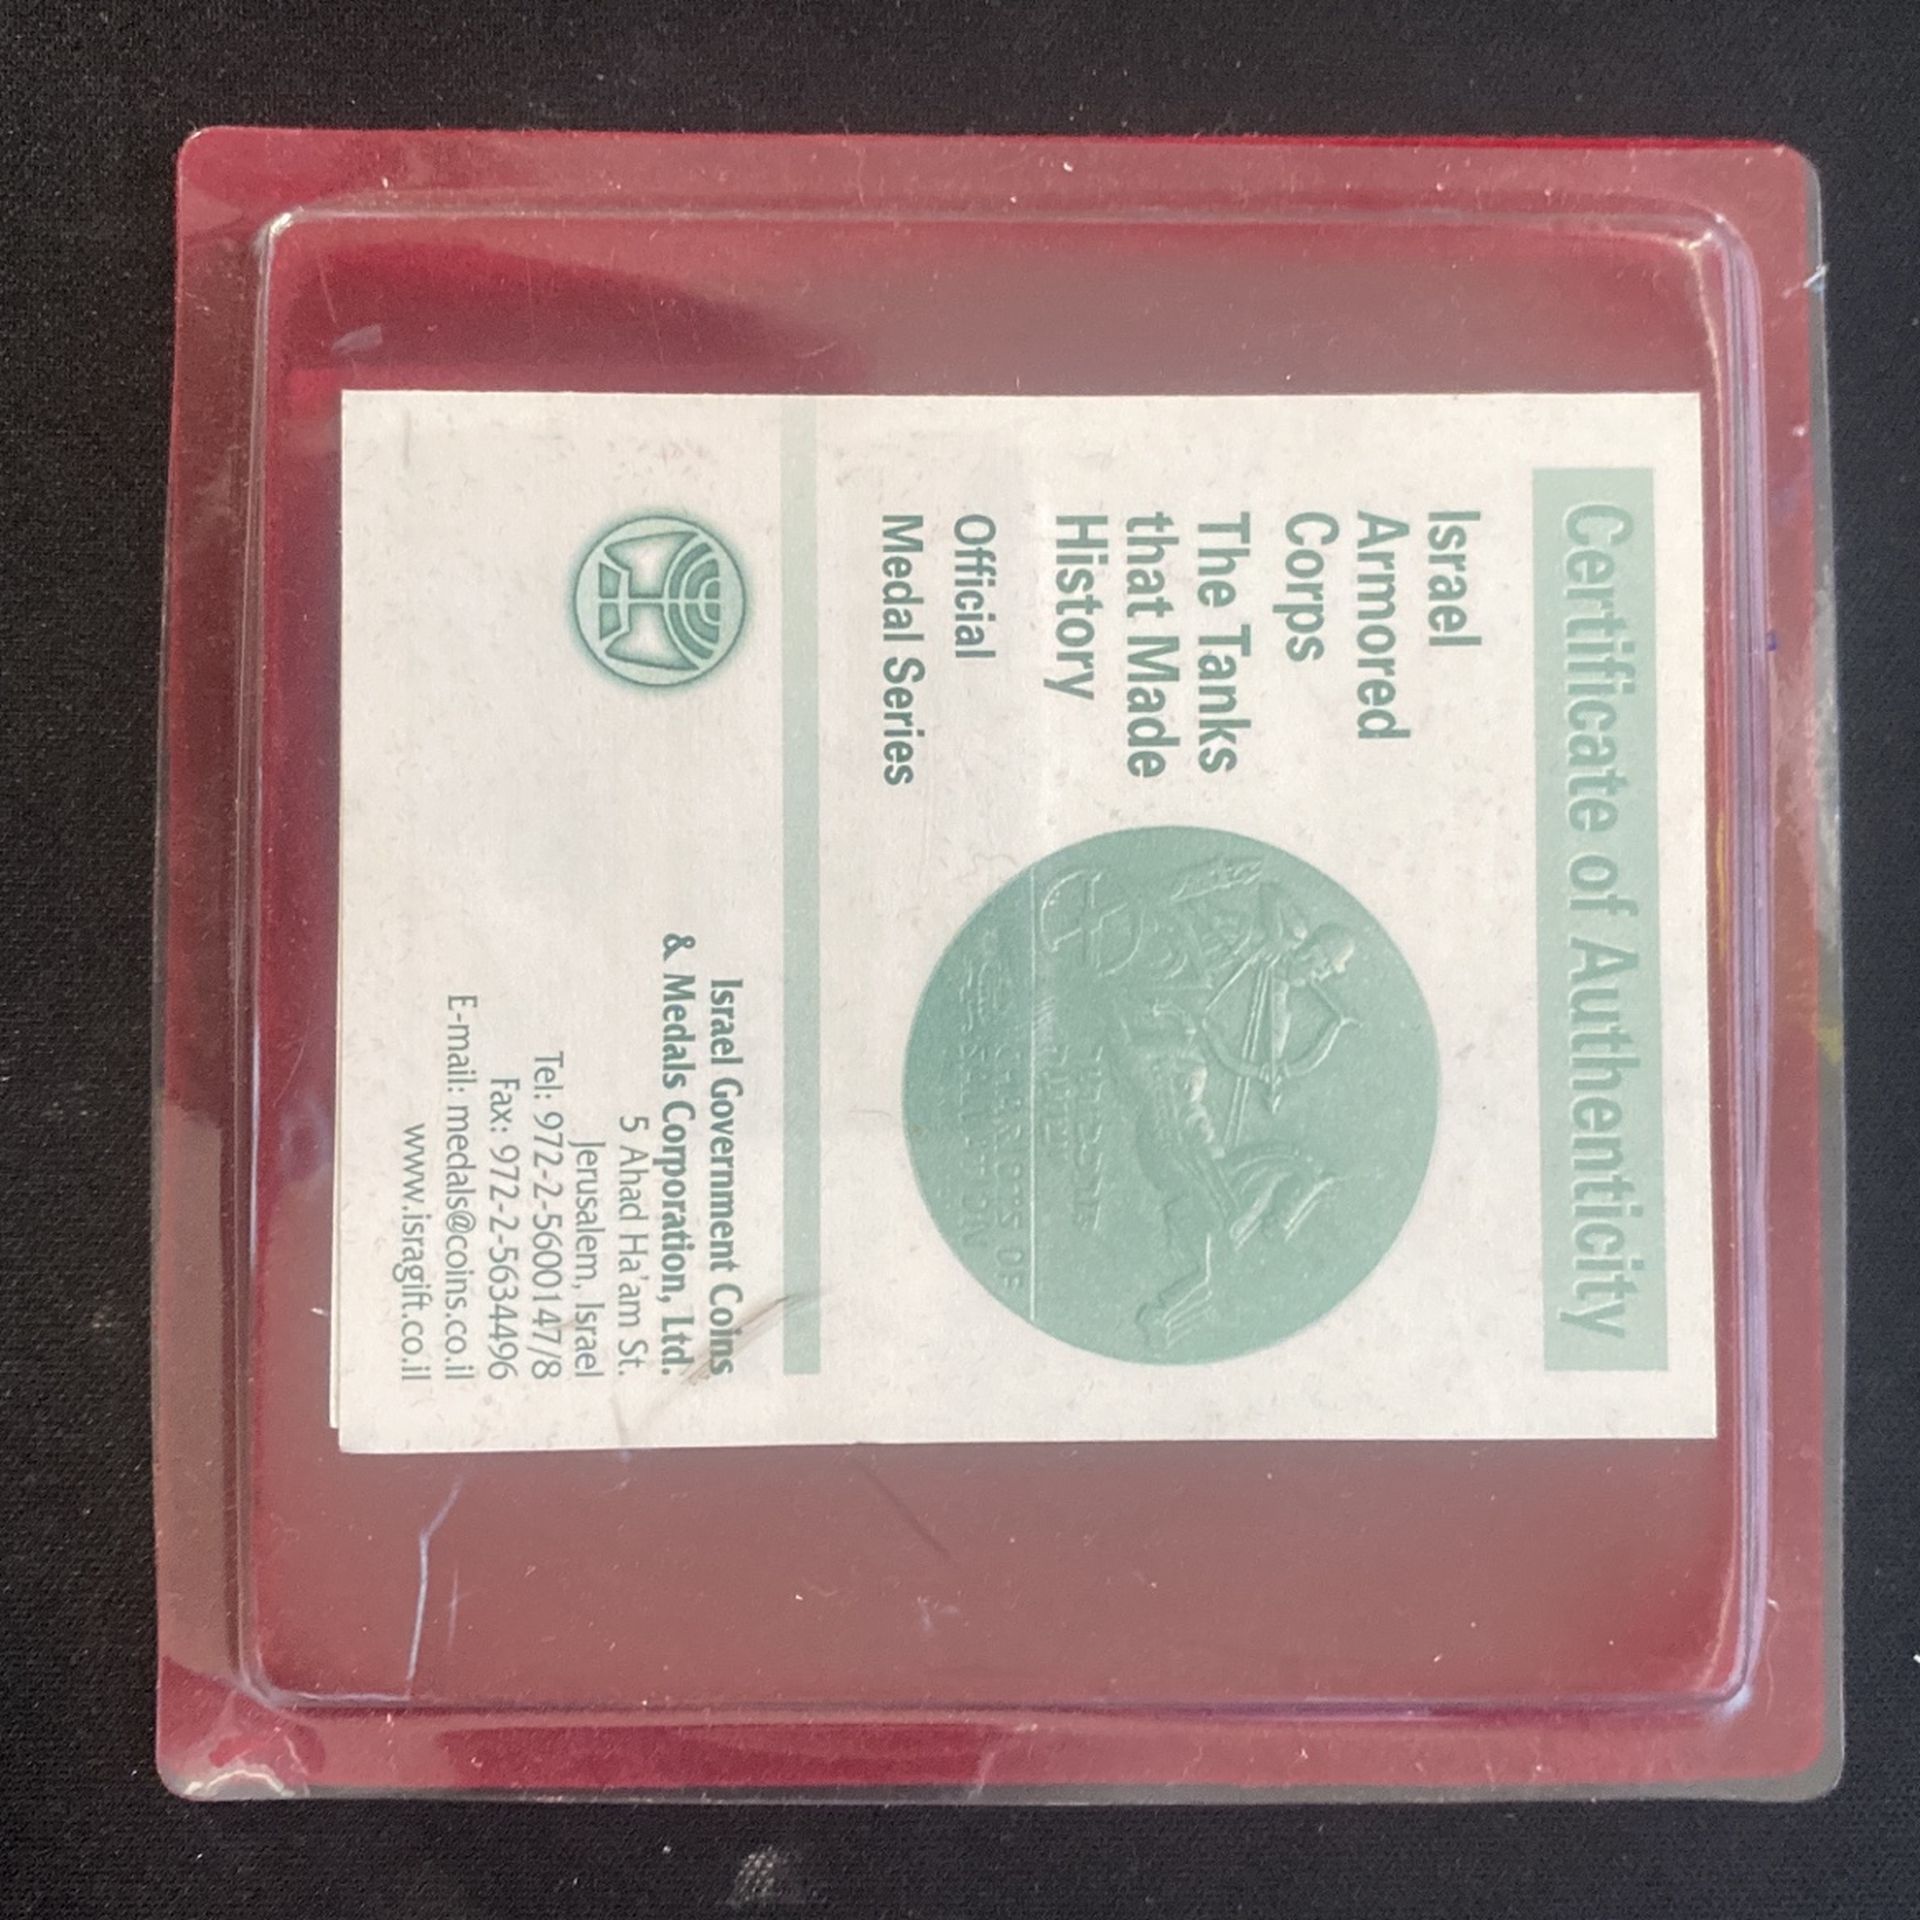 Certificate of Authenticity
Israel
Armored
Corps
The Tanks
that Made
History
Official
Medal Series
Israel Government Coins
& Medals Corporation, Ltd.
5 Ahad Ha'am St.
Jerusalem, Israel
Tel: 972-2-5600147/8
Fax: 972-2-5634496
E-mail: medals@coins.co.il
www.isragift.co.il